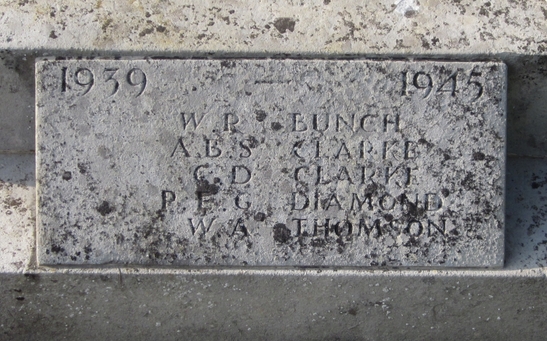 1939 — 1945
W. R. BUNCH
A.B.S. CLARKE
C. D. CLARKE
P. F. G. DIAMOND
W. A. THOMSON